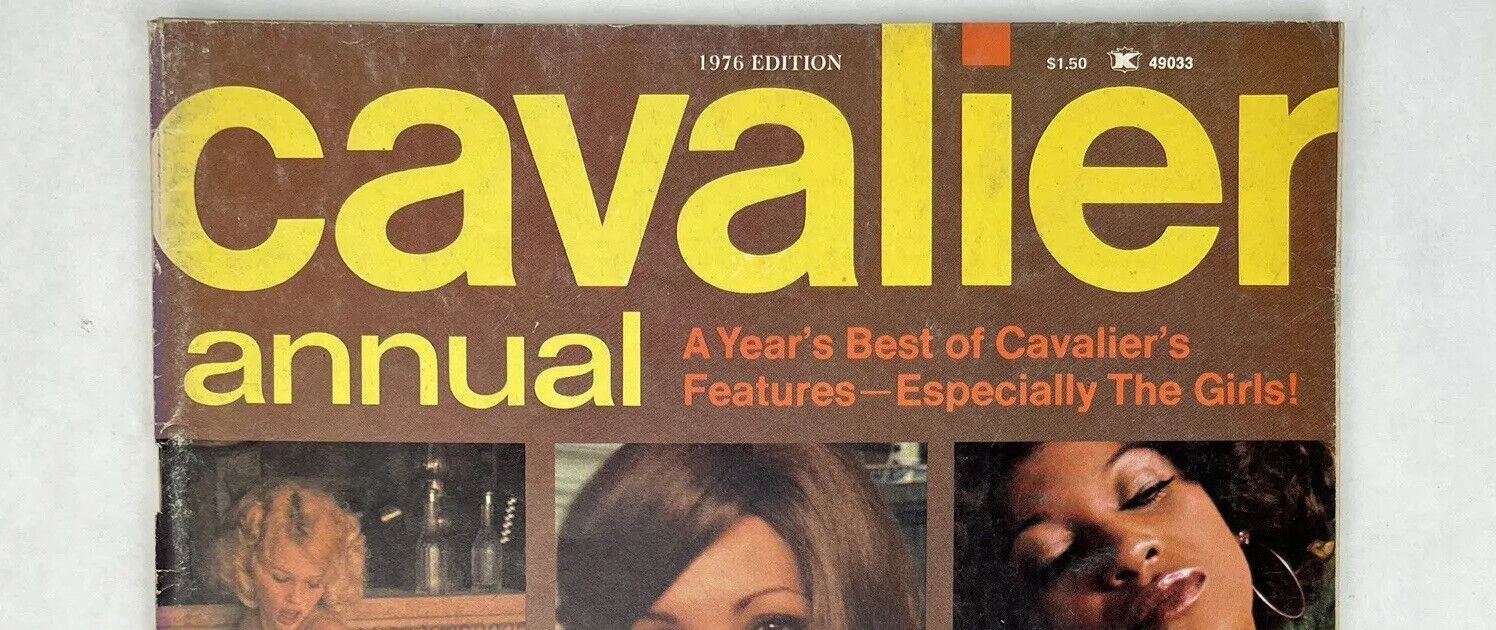 1976 EDITION
$1.50 K 49033
cavalier
annual
A Year's Best of Cavalier's
Features—Especially The Girls!